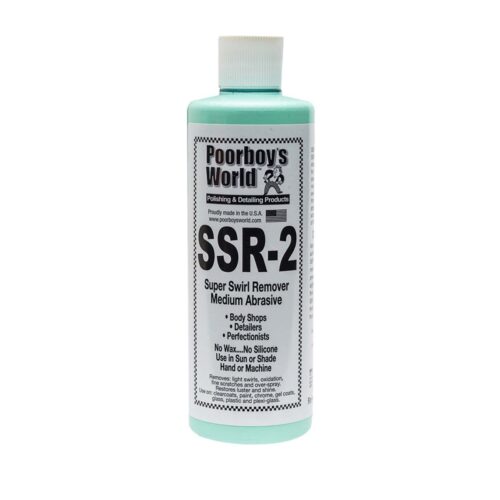 Poorboy's
World™
Polishing & Detailing Products
Proudly made in the U.S.A.
www.poorboysworld.com
SSR-2
Super Swirl Remover
Medium Abrasive
• Body Shops
• Detailers
• Perfectionists
No Wax....No Silicone
Use in Sun or Shade
Hand or Machine
Removes: light swirls, oxidation,
fine scratches and over-spray.
Restores luster and shine.
Use on: clearcoats, paint, chrome, gel coats,
glass, plastic and plexi-glass.